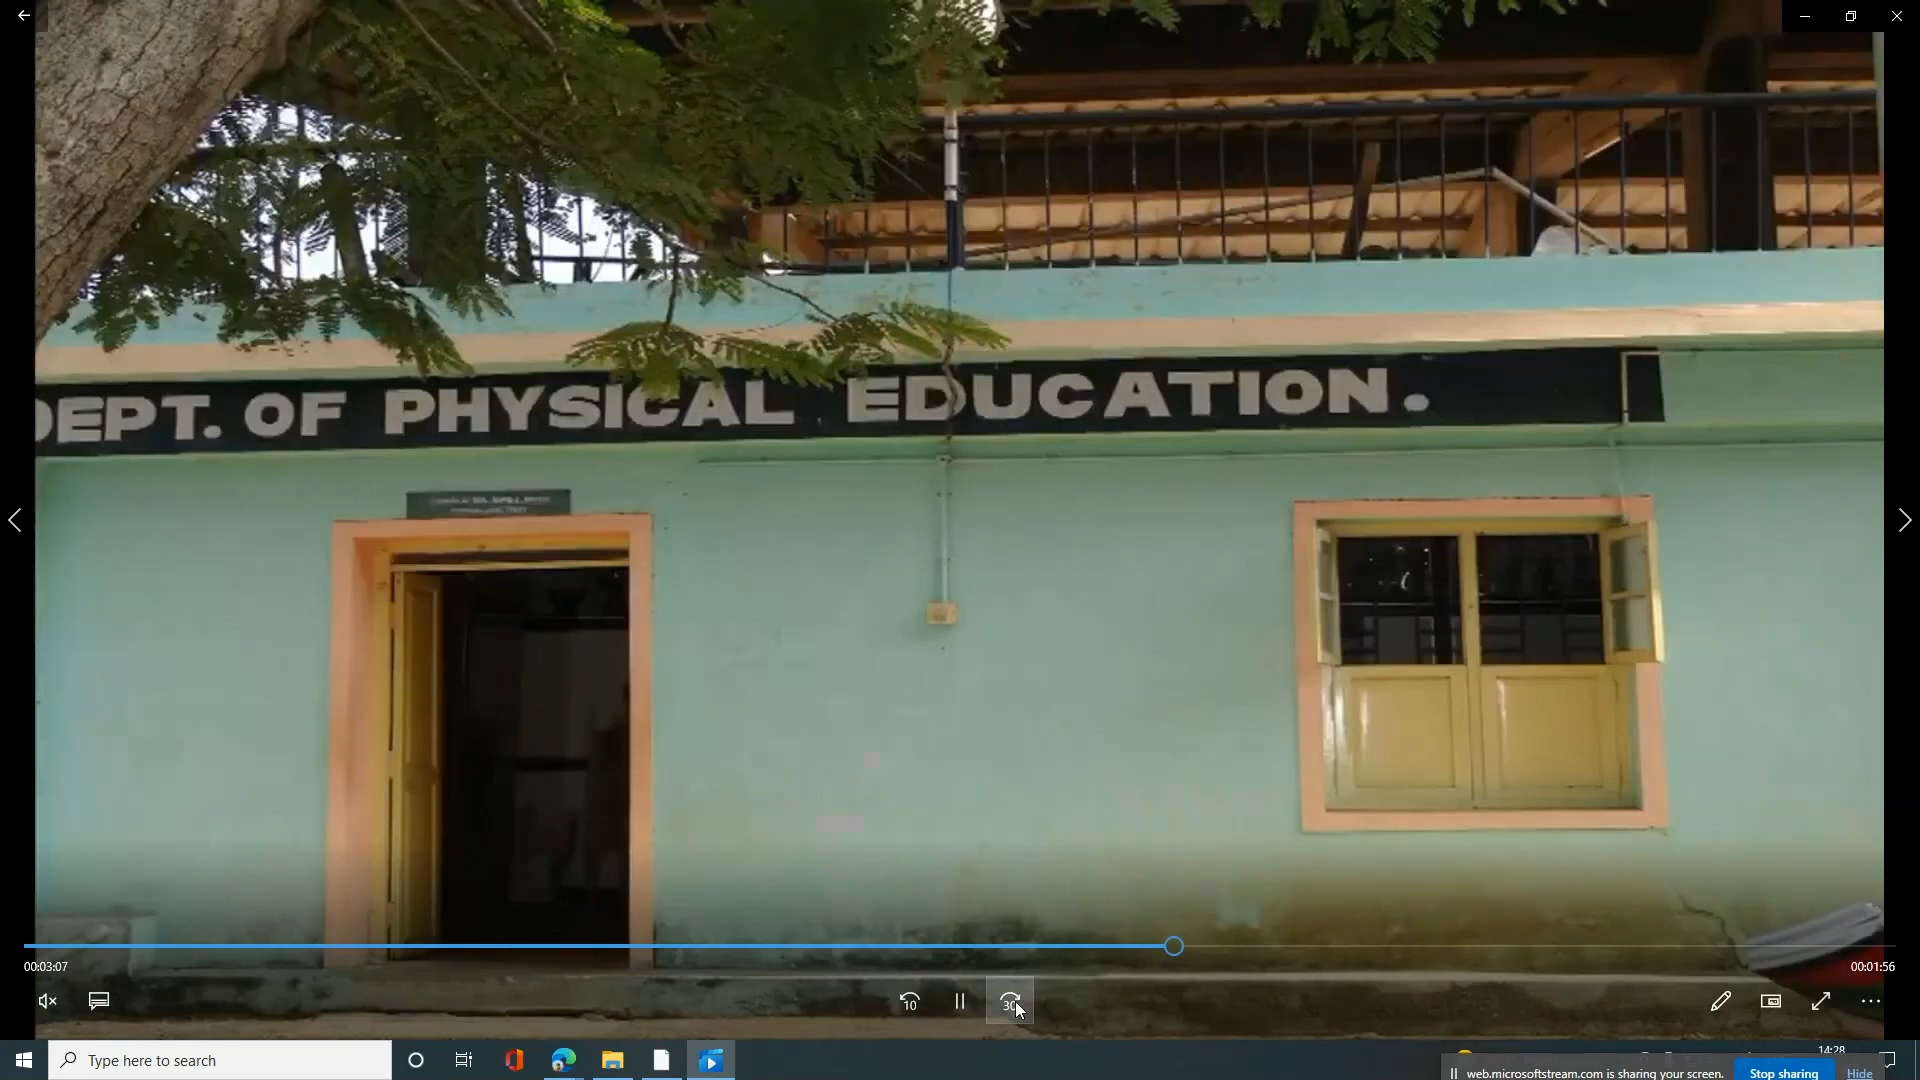 DEPT. OF PHYSICAL EDUCATION.
00:03:07
00:01:56
10
30
Type here to search
14:28
web.microsoftstream.com is sharing your screen.
Stop sharing
Hide